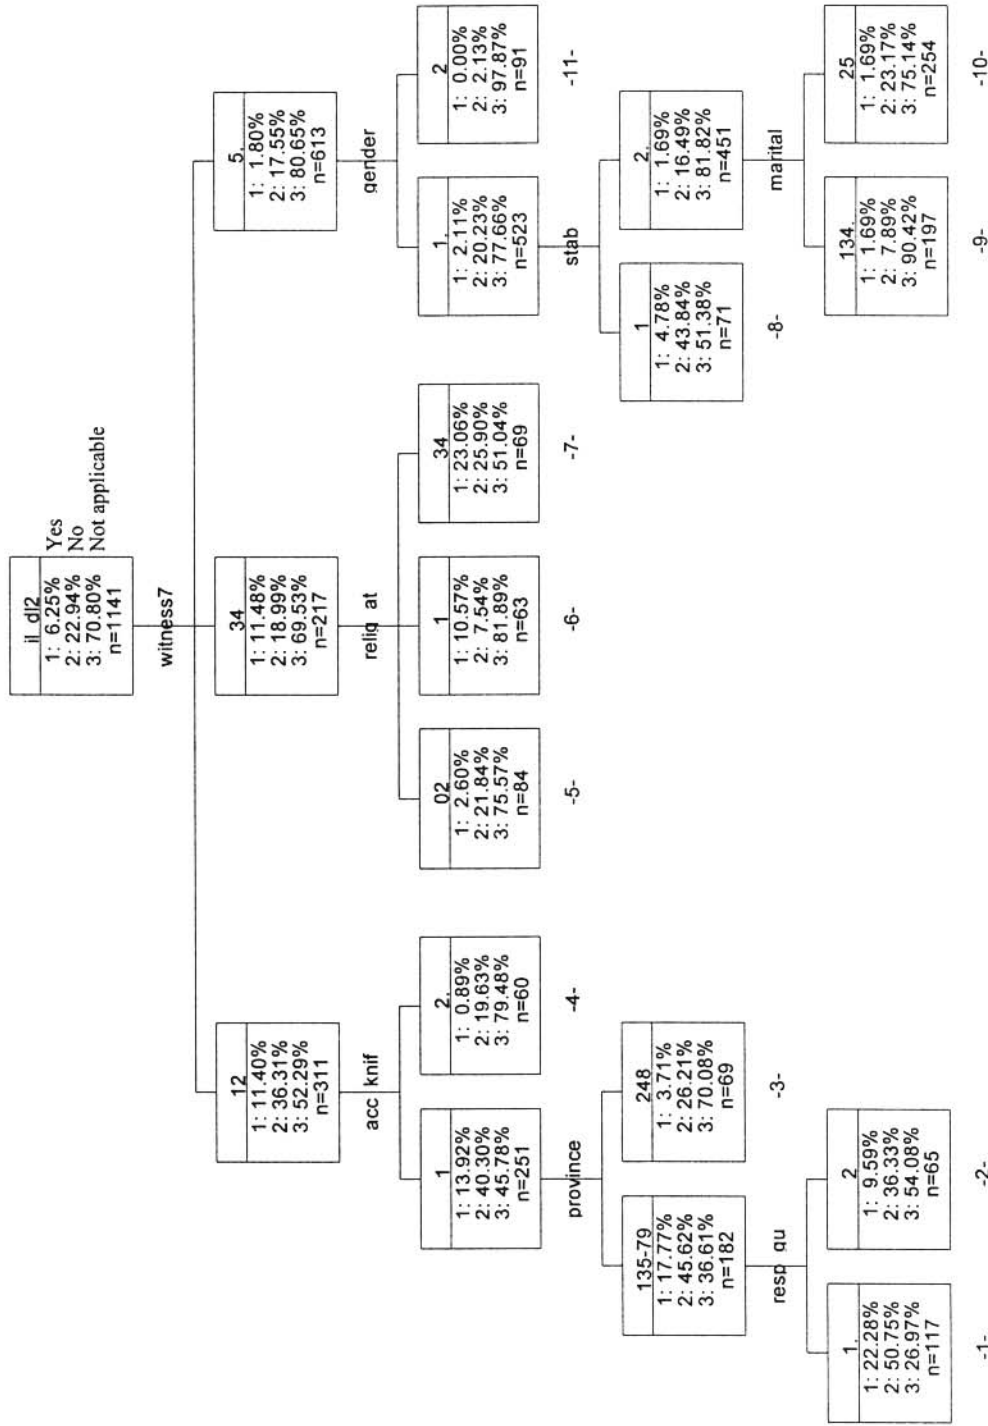 il_dl2
1: 6.25% Yes
2: 22.94% No
3: 70.80% Not applicable
n=1141
witness7
12
1: 11.40%
2: 36.31%
3: 52.29%
n=311
34
1: 11.48%
2: 18.99%
3: 69.53%
n=217
5.
1: 1.80%
2: 17.55%
3: 80.65%
n=613
acc_knif
relig_at
gender
1
1: 13.92%
2: 40.30%
3: 45.78%
n=251
2.
1: 0.89%
2: 19.63%
3: 79.48%
n=60
-4-
02
1: 2.60%
2: 21.84%
3: 75.57%
n=84
-5-
1
1: 10.57%
2: 7.54%
3: 81.89%
n=63
-6-
34
1: 23.06%
2: 25.90%
3: 51.04%
n=69
-7-
1.
1: 2.11%
2: 20.23%
3: 77.66%
n=523
2
1: 0.00%
2: 2.13%
3: 97.87%
n=91
-11-
province
stab
135-79
1: 17.77%
2: 45.62%
3: 36.61%
n=182
248
1: 3.71%
2: 26.21%
3: 70.08%
n=69
-3-
1
1: 4.78%
2: 43.84%
3: 51.38%
n=71
-8-
2.
1: 1.69%
2: 16.49%
3: 81.82%
n=451
resp_gu
marital
1.
1: 22.28%
2: 50.75%
3: 26.97%
n=117
-1-
2
1: 9.59%
2: 36.33%
3: 54.08%
n=65
-2-
134.
1: 1.69%
2: 7.89%
3: 90.42%
n=197
-9-
25
1: 1.69%
2: 23.17%
3: 75.14%
n=254
-10-